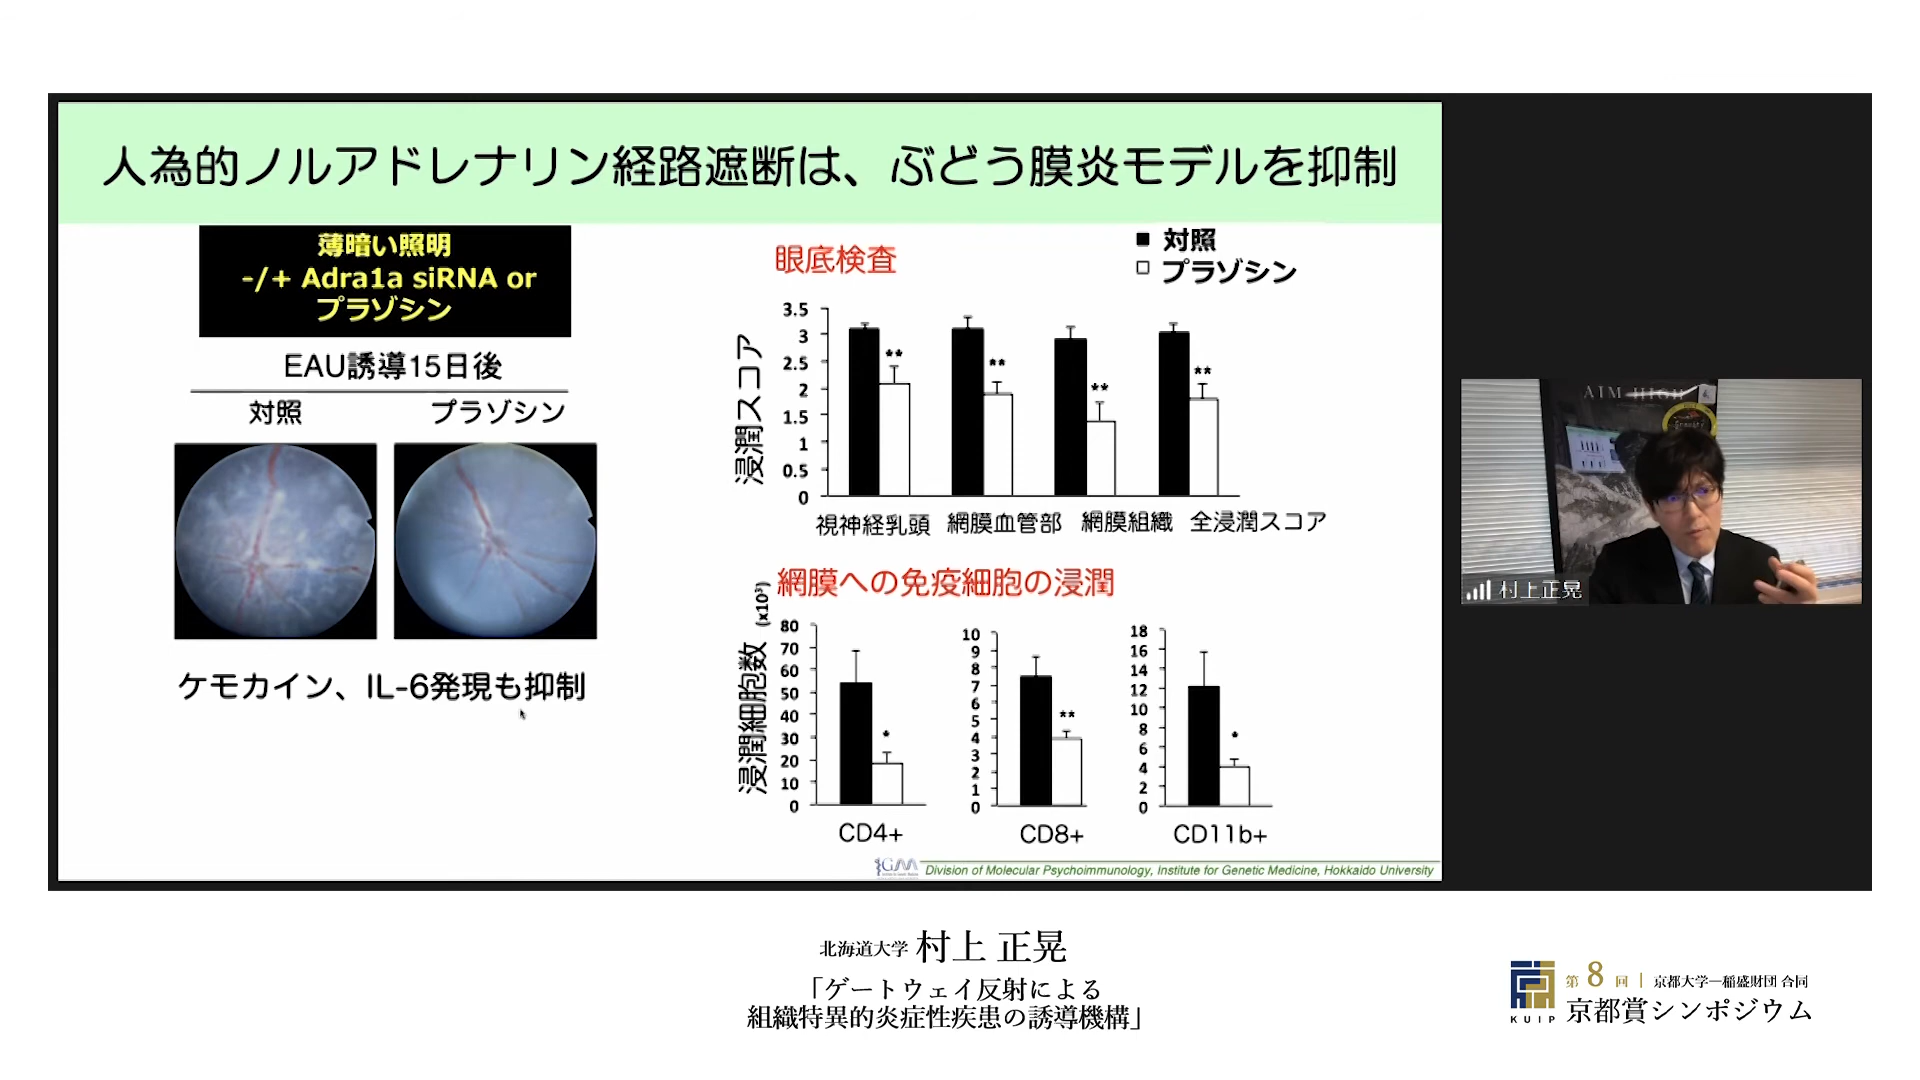 人為的ノルアドレナリン経路遮断は、ぶどう膜炎モデルを抑制
薄暗い照明
-/+ Adra1a siRNA or
プラゾシン
EAU誘導15日後
対照 プラゾシン
ケモカイン、IL-6発現も抑制
眼底検査
■ 対照
□ プラゾシン
浸潤スコア
3.5
3
2.5
2
1.5
1
0.5
0
** ** ** **
視神経乳頭 網膜血管部 網膜組織 全浸潤スコア
網膜への免疫細胞の浸潤
浸潤細胞数 (x10³)
80
70
60
50
40
30
20
10
0
*
CD4+
10
9
8
7
6
5
4
3
2
1
0
**
CD8+
18
16
14
12
10
8
6
4
2
0
*
CD11b+
IGM
Division of Molecular Psychoimmunology, Institute for Genetic Medicine, Hokkaido University
AIM HIGH
村上正晃
北海道大学 村上 正晃
「ゲートウェイ反射による
組織特異的炎症性疾患の誘導機構」
KUIP
第8回 | 京都大学—稲盛財団 合同
京都賞シンポジウム